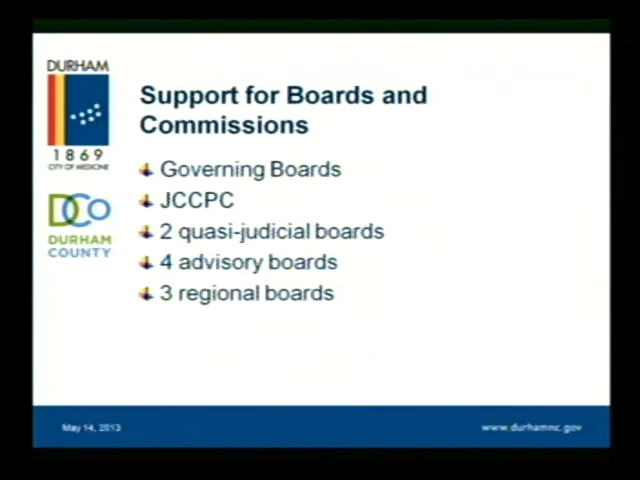 DURHAM
1869
CITY OF MEDICINE
DCO
DURHAM
COUNTY
Support for Boards and
Commissions
Governing Boards
JCCPC
2 quasi-judicial boards
4 advisory boards
3 regional boards
May 14, 2013
www.durhamnc.gov